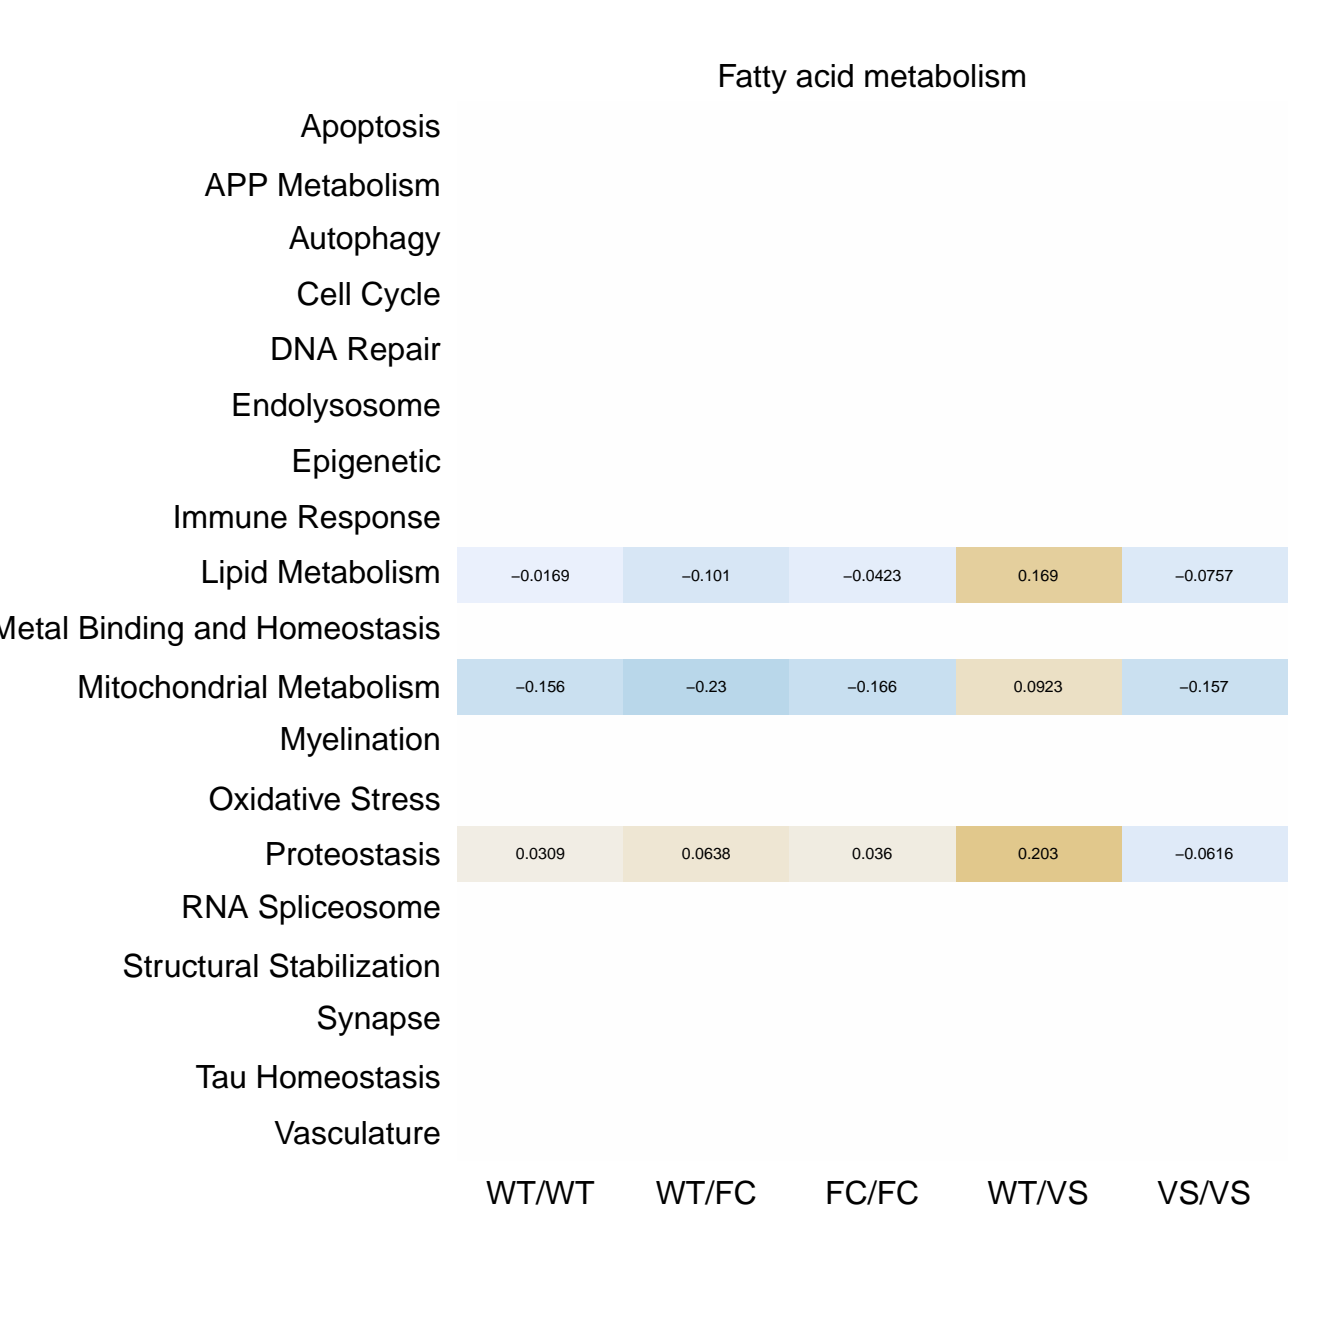 Fatty acid metabolism
Apoptosis
APP Metabolism
Autophagy
Cell Cycle
DNA Repair
Endolysosome
Epigenetic
Immune Response
Lipid Metabolism −0.0169 −0.101 −0.0423 0.169 −0.0757
Metal Binding and Homeostasis
Mitochondrial Metabolism −0.156 −0.23 −0.166 0.0923 −0.157
Myelination
Oxidative Stress
Proteostasis 0.0309 0.0638 0.036 0.203 −0.0616
RNA Spliceosome
Structural Stabilization
Synapse
Tau Homeostasis
Vasculature
WT/WT WT/FC FC/FC WT/VS VS/VS